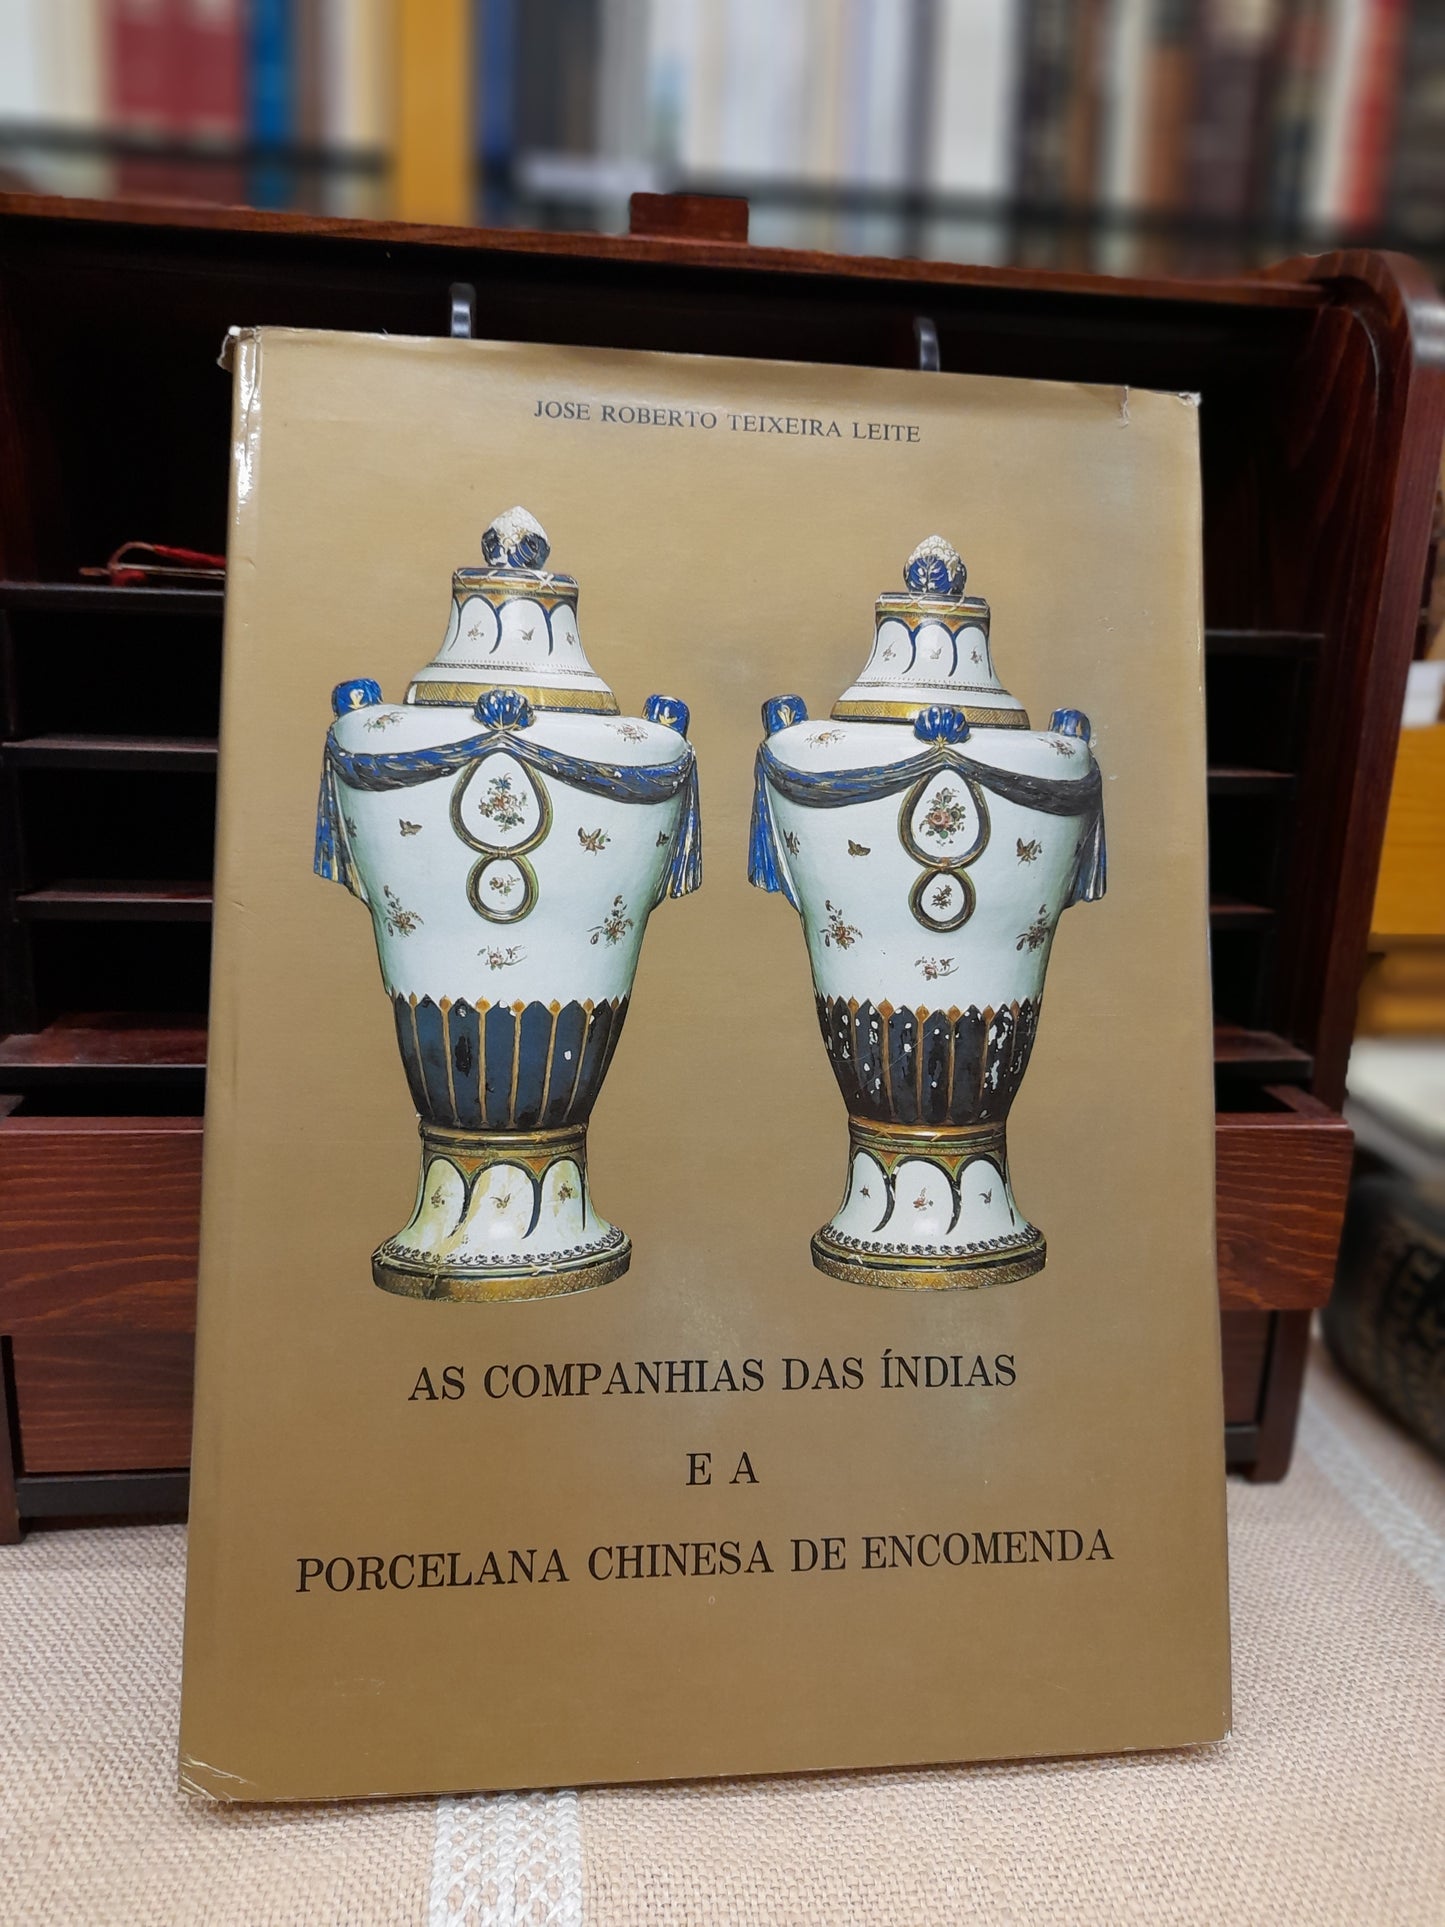 JOSE ROBERTO TEIXEIRA LEITE
AS COMPANHIAS DAS ÍNDIAS
E A
PORCELANA CHINESA DE ENCOMENDA